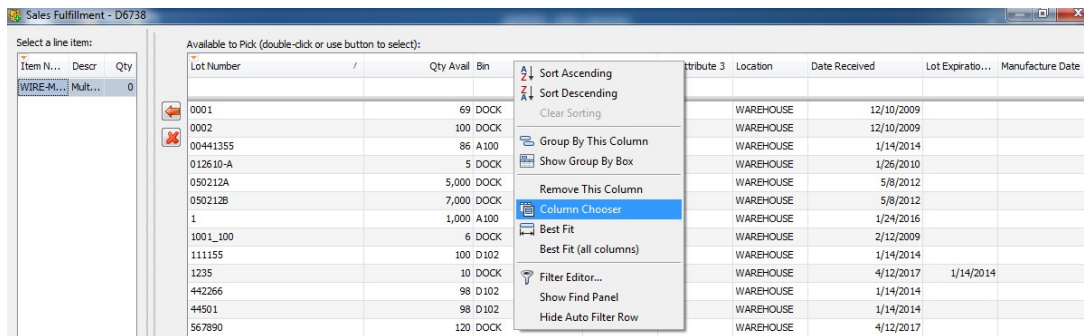 Sales Fulfillment - D6738
Select a line item:
Available to Pick (double-click or use button to select):
Item N... Descr Qty
Lot Number Qty Avail Bin ttribute 3 Location Date Received Lot Expiratio... Manufacture Date
WIRE-M... Mult... 0
0001 69 DOCK WAREHOUSE 12/10/2009
0002 100 DOCK WAREHOUSE 12/10/2009
00441355 86 A100 WAREHOUSE 1/14/2014
012610-A 5 DOCK WAREHOUSE 1/26/2010
050212A 5,000 DOCK WAREHOUSE 5/8/2012
050212B 7,000 DOCK WAREHOUSE 5/8/2012
1 1,000 A100 WAREHOUSE 1/24/2016
1001_100 6 DOCK WAREHOUSE 2/12/2009
111155 100 D102 WAREHOUSE 1/14/2014
1235 10 DOCK WAREHOUSE 4/12/2017 1/14/2014
442266 98 D102 WAREHOUSE 1/14/2014
44501 98 D102 WAREHOUSE 1/14/2014
567890 120 DOCK WAREHOUSE 4/12/2017
Sort Ascending
Sort Descending
Clear Sorting
Group By This Column
Show Group By Box
Remove This Column
Column Chooser
Best Fit
Best Fit (all columns)
Filter Editor...
Show Find Panel
Hide Auto Filter Row